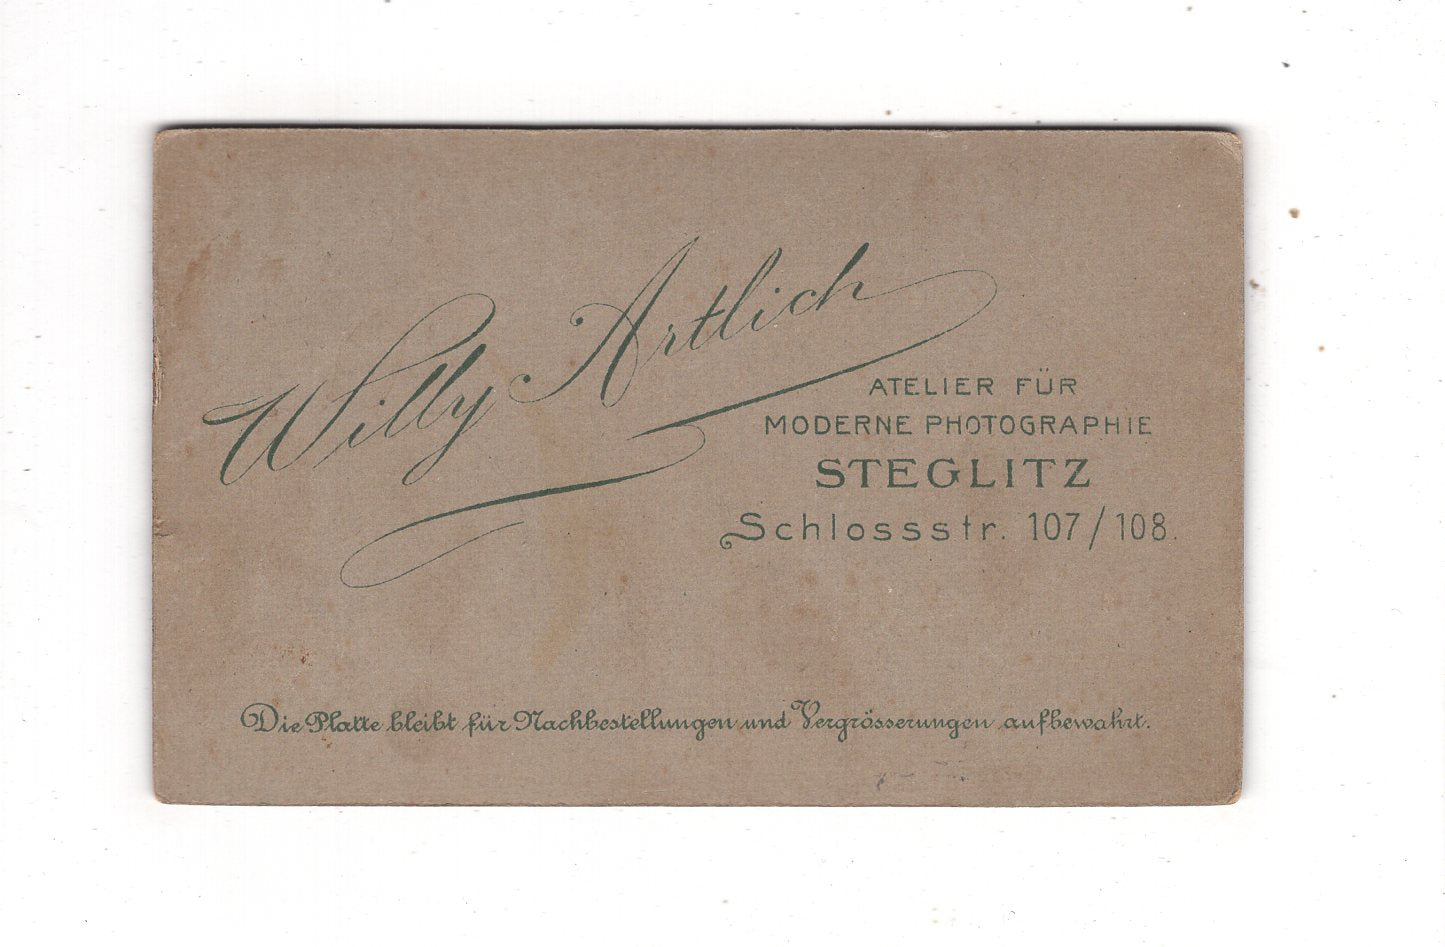 Willy Artlich
ATELIER FÜR
MODERNE PHOTOGRAPHIE
STEGLITZ
Schlossstr. 107/108.
Die Platte bleibt für Nachbestellungen und Vergrösserungen aufbewahrt.